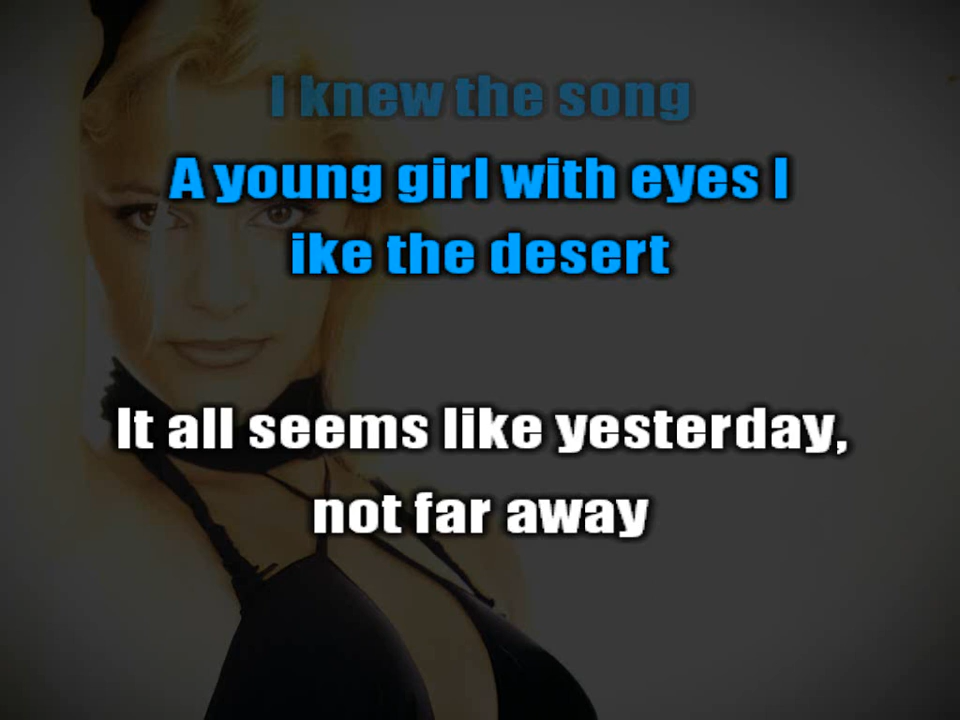 I knew the song
A young girl with eyes l
ike the desert
It all seems like yesterday,
not far away